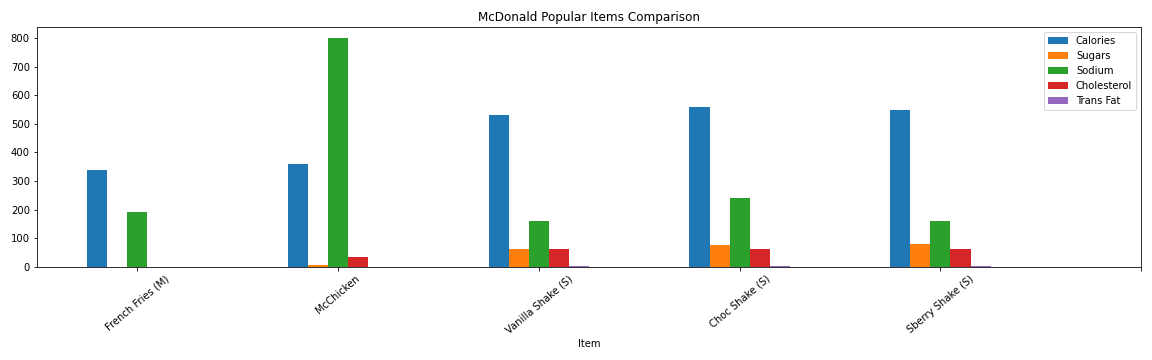 McDonald Popular Items Comparison
800
700
600
500
400
300
200
100
0
Calories
Sugars
Sodium
Cholesterol
Trans Fat
French Fries (M)
McChicken
Vanilla Shake (S)
Choc Shake (S)
Sberry Shake (S)
Item